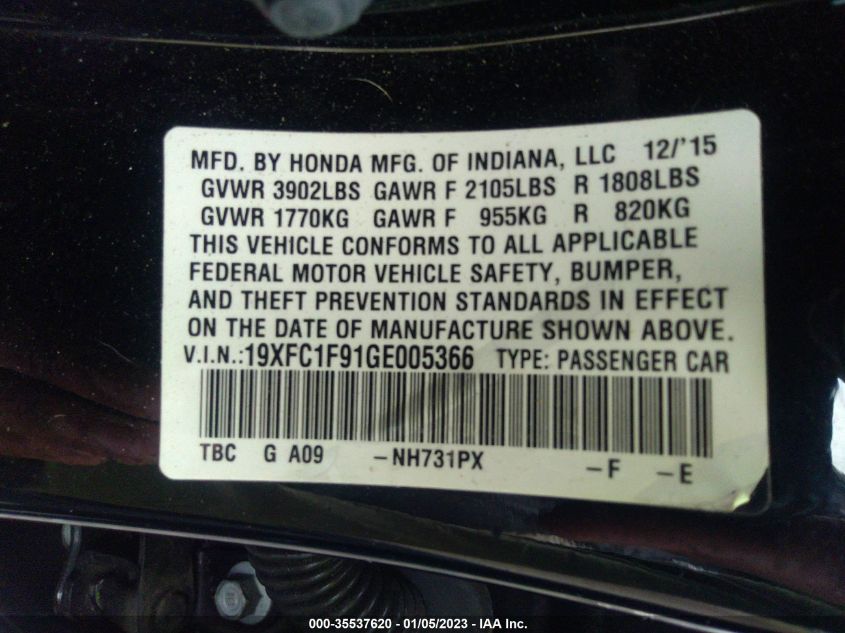 MFD. BY HONDA MFG. OF INDIANA, LLC 12/'15
GVWR 3902LBS GAWR F 2105LBS R 1808LBS
GVWR 1770KG GAWR F 955KG R 820KG
THIS VEHICLE CONFORMS TO ALL APPLICABLE
FEDERAL MOTOR VEHICLE SAFETY, BUMPER,
AND THEFT PREVENTION STANDARDS IN EFFECT
ON THE DATE OF MANUFACTURE SHOWN ABOVE.
V.I.N.:19XFC1F91GE005366 TYPE: PASSENGER CAR
TBC G A09 -NH731PX -F -E
000-35537620 - 01/05/2023 - IAA Inc.